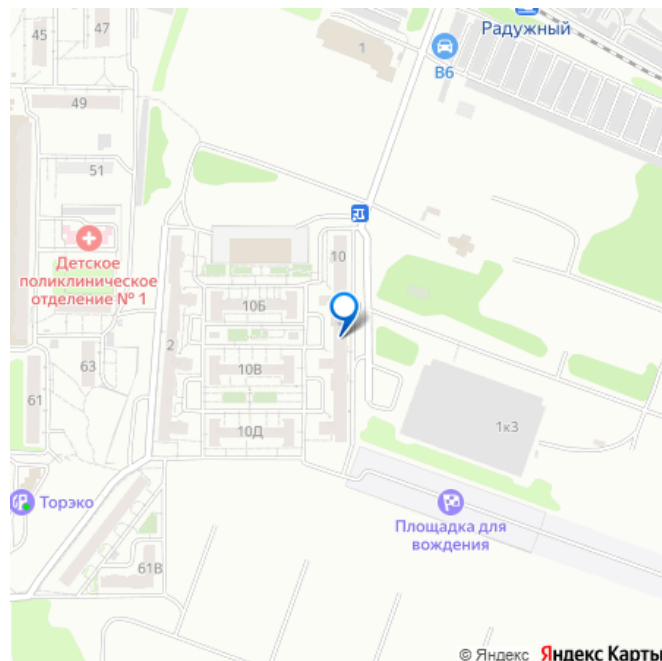 Радужный
47
45
1
В6
49
51
Детское
поликлиническое
отделение № 1
10
10Б
2
10В
63
61
1к3
10Д
Торэко
Площадка для
вождения
61В
© Яндекс Яндекс Карты